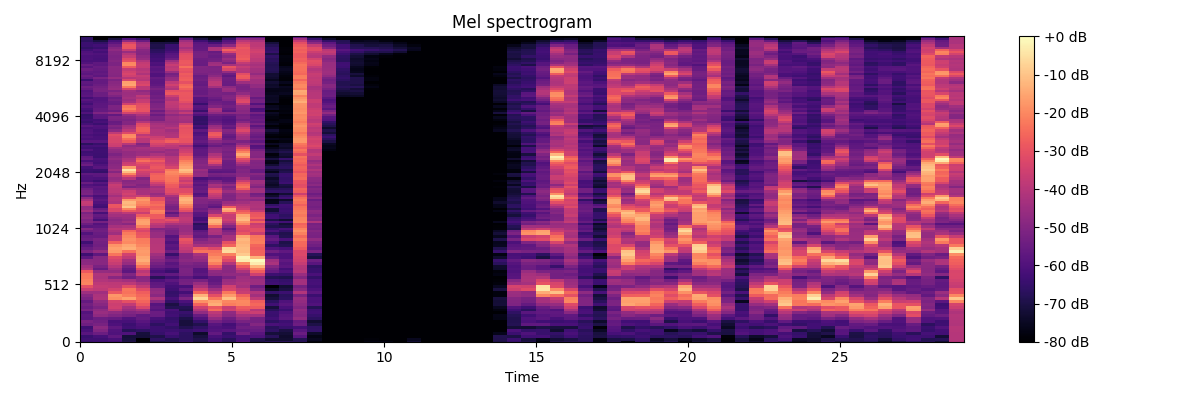 Mel spectrogram
+0 dB
8192
-10 dB
4096
-20 dB
-30 dB
Hz
2048
-40 dB
1024
-50 dB
-60 dB
512
-70 dB
0
-80 dB
0 5 10 15 20 25
Time